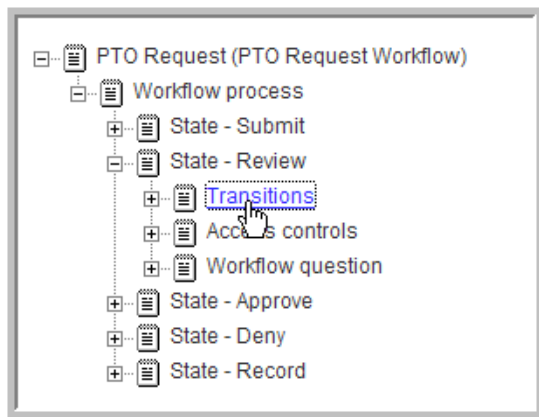 PTO Request (PTO Request Workflow)
Workflow process
State - Submit
State - Review
Transitions
Access controls
Workflow question
State - Approve
State - Deny
State - Record